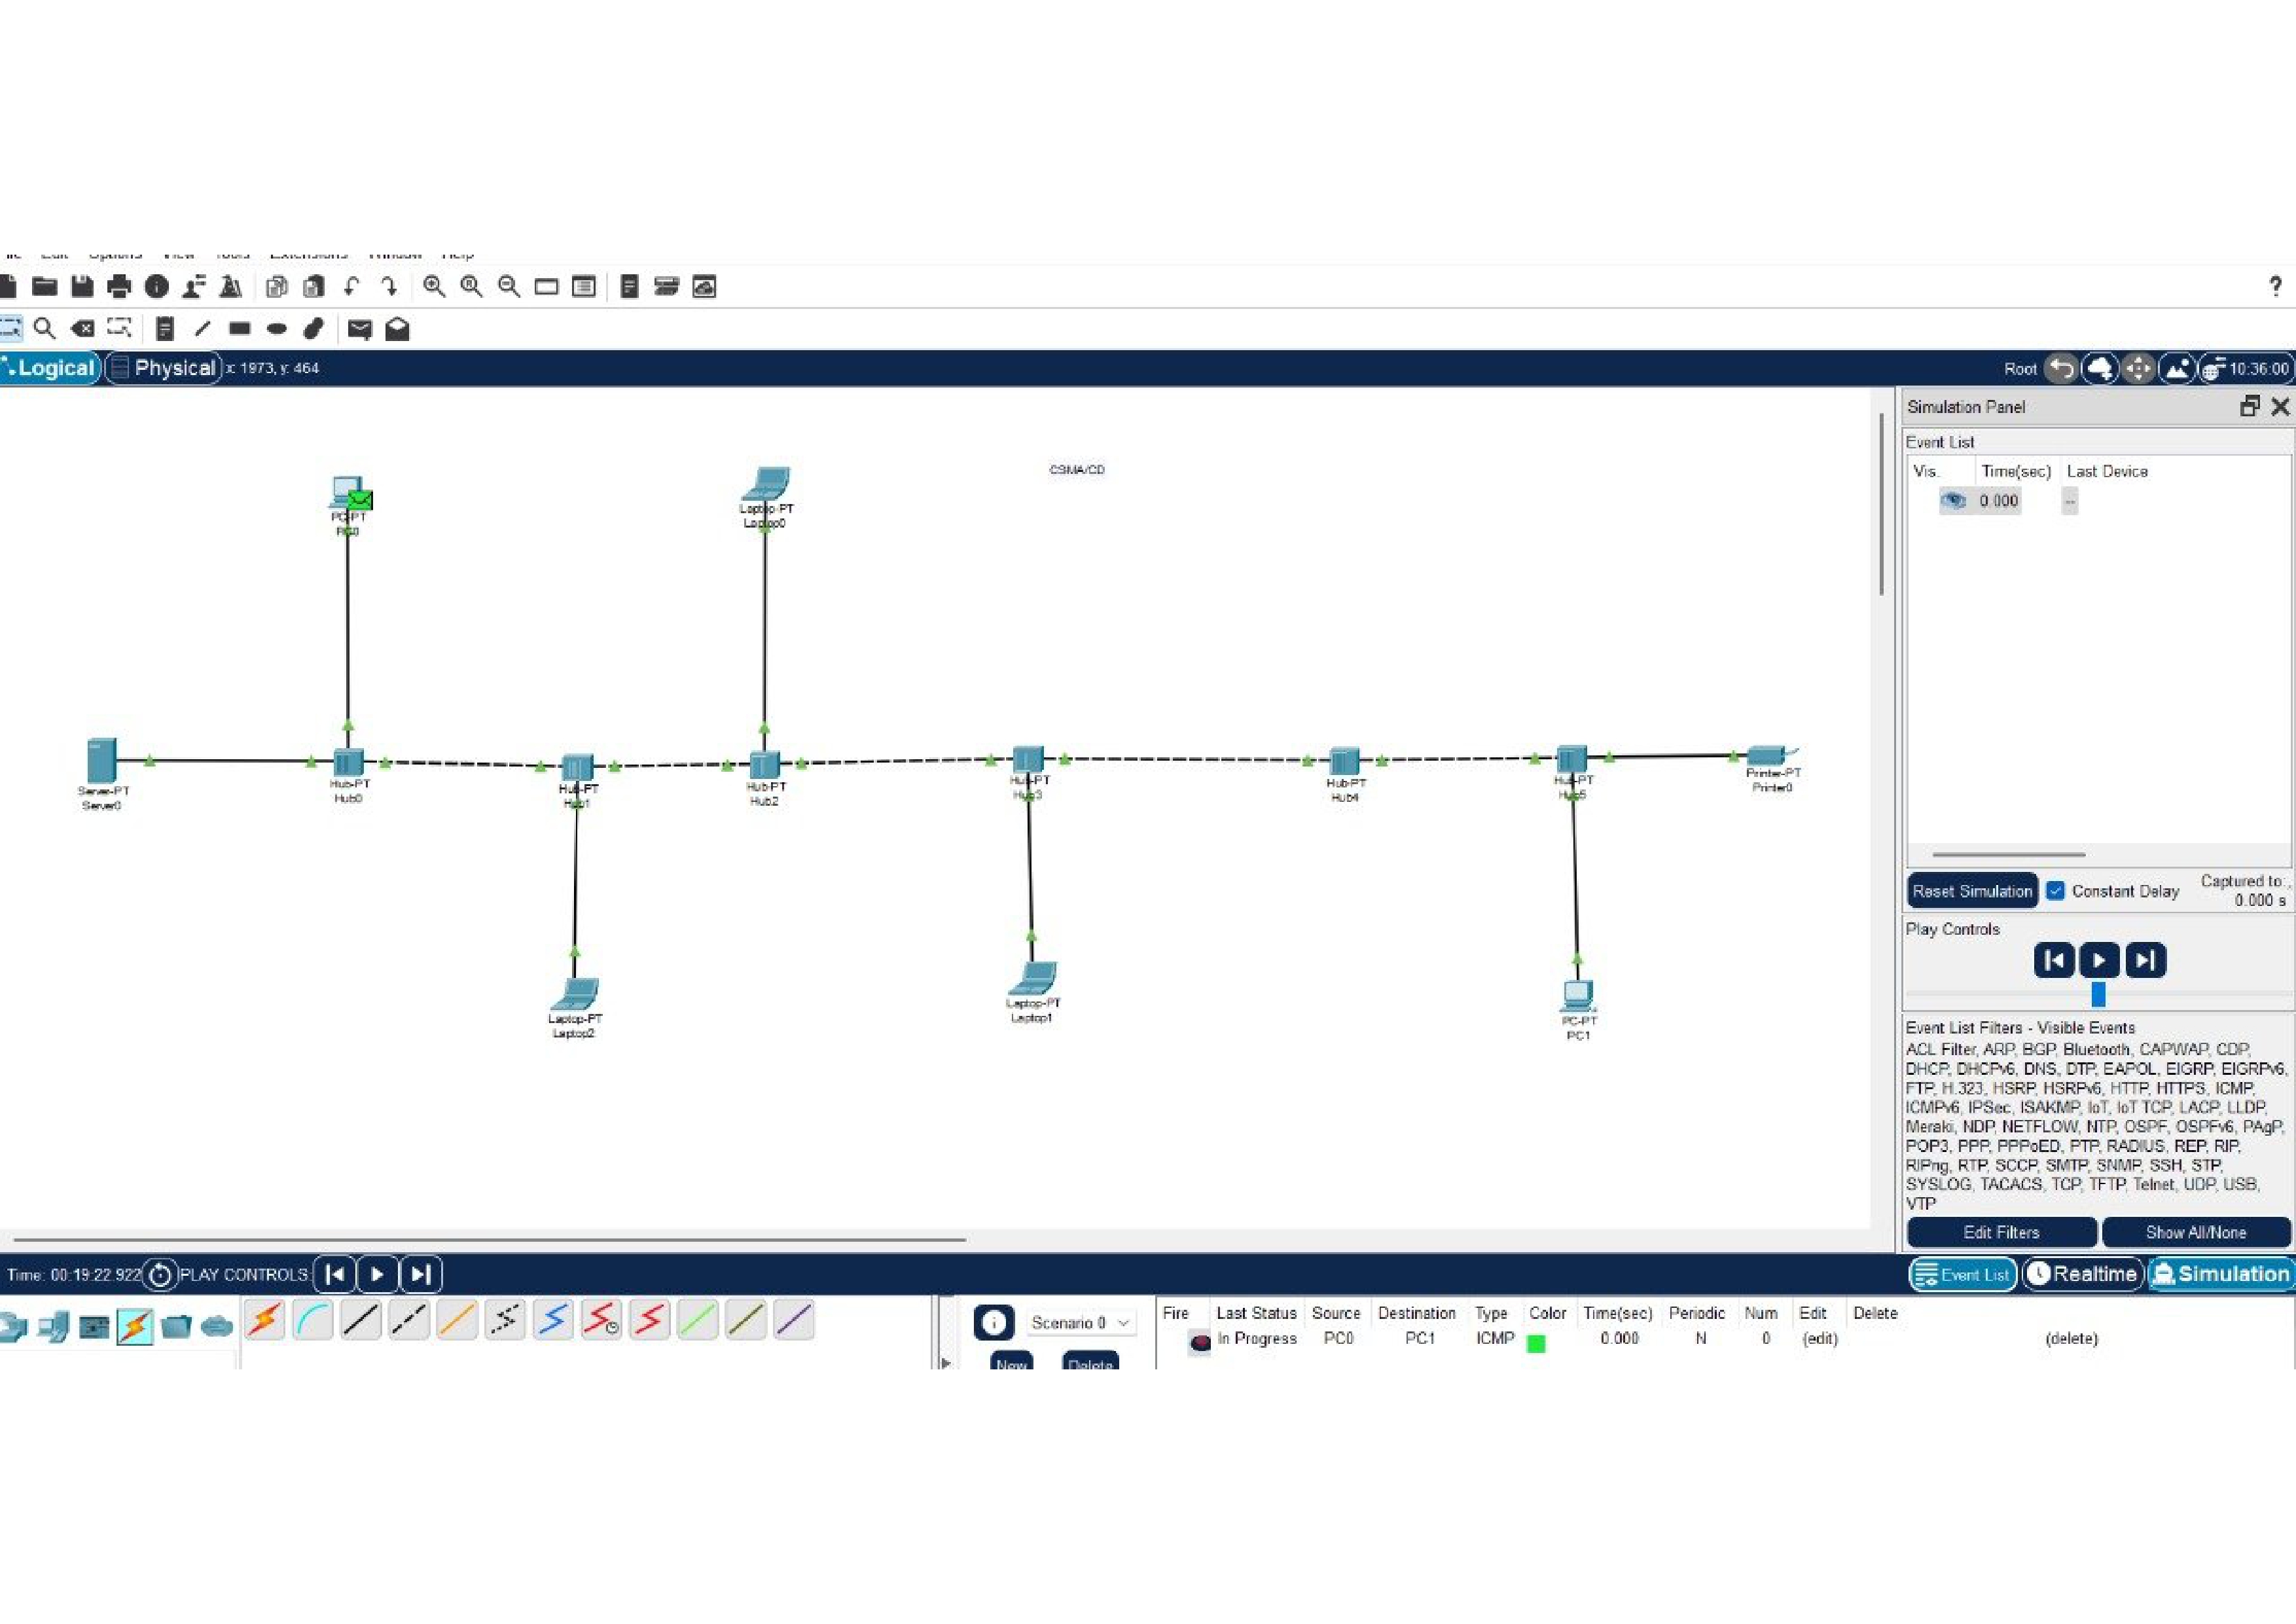 Logical Physical x: 1973, y: 464
Root 10:36:00
CSMA/CD
PC-PT
PC0
Laptop-PT
Laptop0
Server-PT
Server0
Hub-PT
Hub0
Hub-PT
Hub1
Hub-PT
Hub2
Hub-PT
Hub3
Hub-PT
Hub4
Hub-PT
Hub5
Printer-PT
Printer0
Laptop-PT
Laptop2
Laptop-PT
Laptop1
PC-PT
PC1
Simulation Panel
Event List
Vis. Time(sec) Last Device
0.000 --
Reset Simulation Constant Delay Captured to:
0.000 s
Play Controls
Event List Filters - Visible Events
ACL Filter, ARP, BGP, Bluetooth, CAPWAP, CDP,
DHCP, DHCPv6, DNS, DTP, EAPOL, EIGRP, EIGRPv6,
FTP, H.323, HSRP, HSRPv6, HTTP, HTTPS, ICMP,
ICMPv6, IPSec, ISAKMP, IoT, IoT TCP, LACP, LLDP,
Meraki, NDP, NETFLOW, NTP, OSPF, OSPFv6, PAgP,
POP3, PPP, PPPoED, PTP, RADIUS, REP, RIP,
RIPng, RTP, SCCP, SMTP, SNMP, SSH, STP,
SYSLOG, TACACS, TCP, TFTP, Telnet, UDP, USB,
VTP
Edit Filters Show All/None
Time: 00:19:22.922 PLAY CONTROLS:
Event List Realtime Simulation
Scenario 0
New Delete
Fire Last Status Source Destination Type Color Time(sec) Periodic Num Edit Delete
In Progress PC0 PC1 ICMP 0.000 N 0 (edit) (delete)